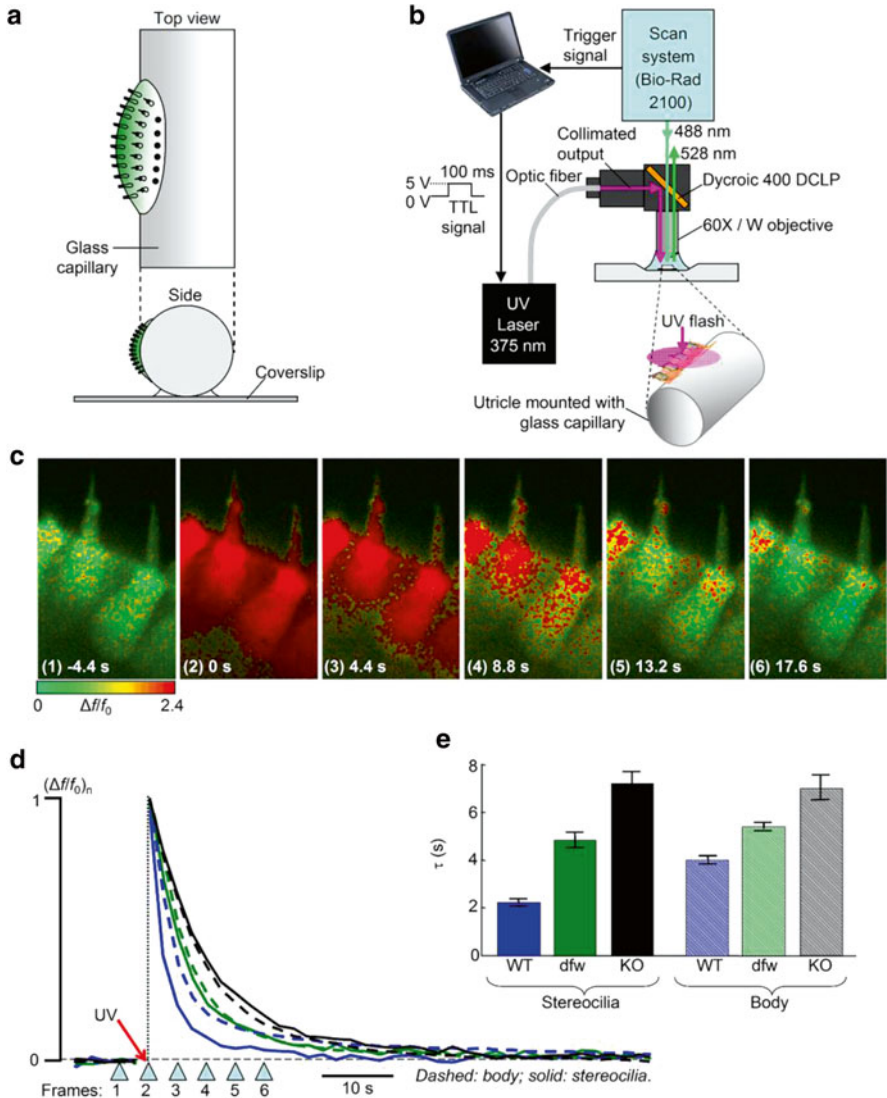 a
Top view
Glass
capillary
Side
Coverslip
b
Trigger
signal
Scan
system
(Bio-Rad
2100)
Collimated
output
488 nm
528 nm
Optic fiber
Dycroic 400 DCLP
5 V
100 ms
0 V
TTL
signal
60X / W objective
UV
Laser
375 nm
UV flash
Utricle mounted with
glass capillary
c
(1) -4.4 s
(2) 0 s
(3) 4.4 s
(4) 8.8 s
(5) 13.2 s
(6) 17.6 s
0
Δf/f0
2.4
d
(Δf/f0)n
1
UV
0
Frames: 1 2 3 4 5 6
10 s
Dashed: body; solid: stereocilia.
e
8
6
4
2
0
τ (s)
WT dfw KO WT dfw KO
Stereocilia
Body